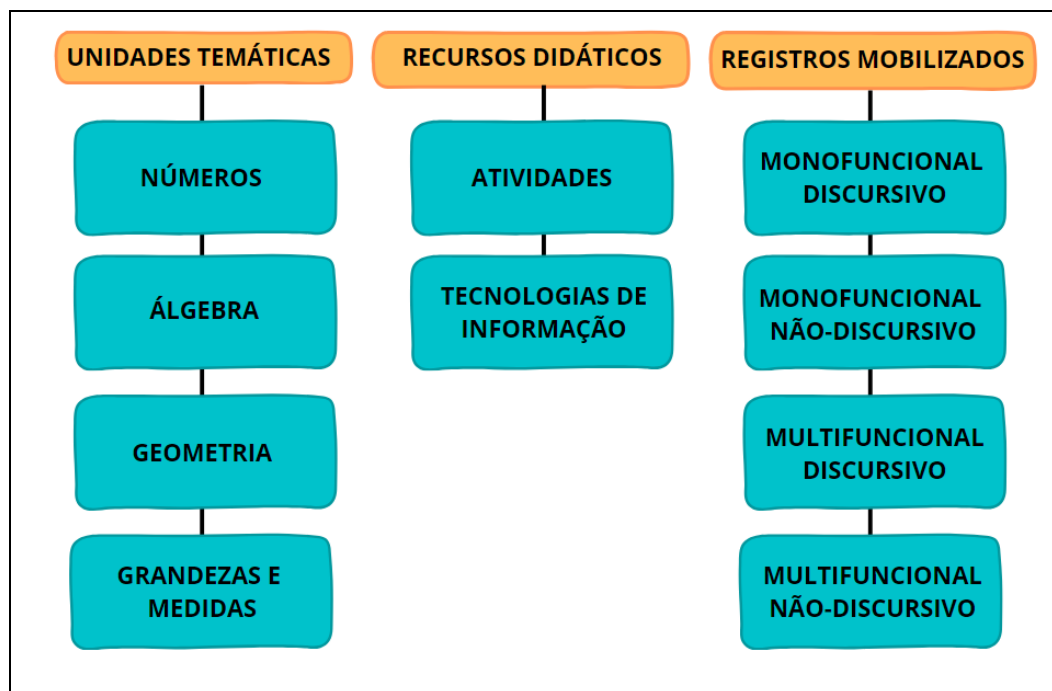 UNIDADES TEMÁTICAS
NÚMEROS
ÁLGEBRA
GEOMETRIA
GRANDEZAS E
MEDIDAS
RECURSOS DIDÁTICOS
ATIVIDADES
TECNOLOGIAS DE
INFORMAÇÃO
REGISTROS MOBILIZADOS
MONOFUNCIONAL
DISCURSIVO
MONOFUNCIONAL
NÃO-DISCURSIVO
MULTIFUNCIONAL
DISCURSIVO
MULTIFUNCIONAL
NÃO-DISCURSIVO